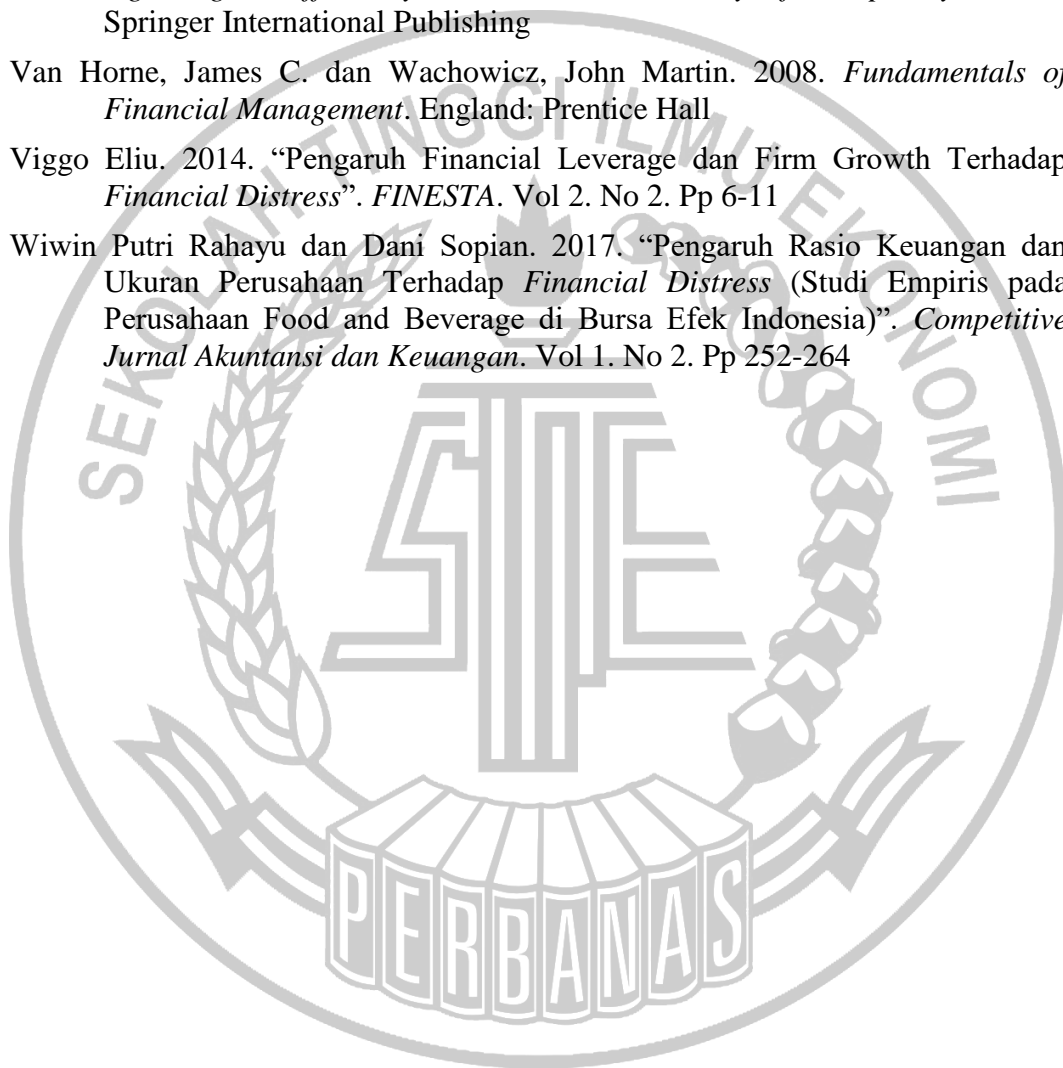 Springer International Publishing
Van Horne, James C. dan Wachowicz, John Martin. 2008. Fundamentals of
Financial Management. England: Prentice Hall
Viggo Eliu. 2014. “Pengaruh Financial Leverage dan Firm Growth Terhadap
Financial Distress”. FINESTA. Vol 2. No 2. Pp 6-11
Wiwin Putri Rahayu dan Dani Sopian. 2017. “Pengaruh Rasio Keuangan dan
Ukuran Perusahaan Terhadap Financial Distress (Studi Empiris pada
Perusahaan Food and Beverage di Bursa Efek Indonesia)”. Competitive
Jurnal Akuntansi dan Keuangan. Vol 1. No 2. Pp 252-264
SEKOLAH TINGGI ILMU EKONOMI
STIE
PERBANAS